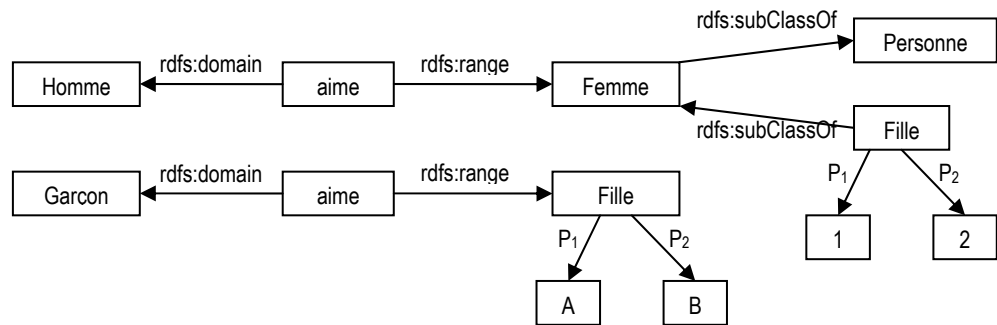 rdfs:subClassOf
Personne
Homme
rdfs:domain
aime
rdfs:range
Femme
rdfs:subClassOf
Fille
Garcon
rdfs:domain
aime
rdfs:range
Fille
P1
P2
1
2
P1
P2
A
B